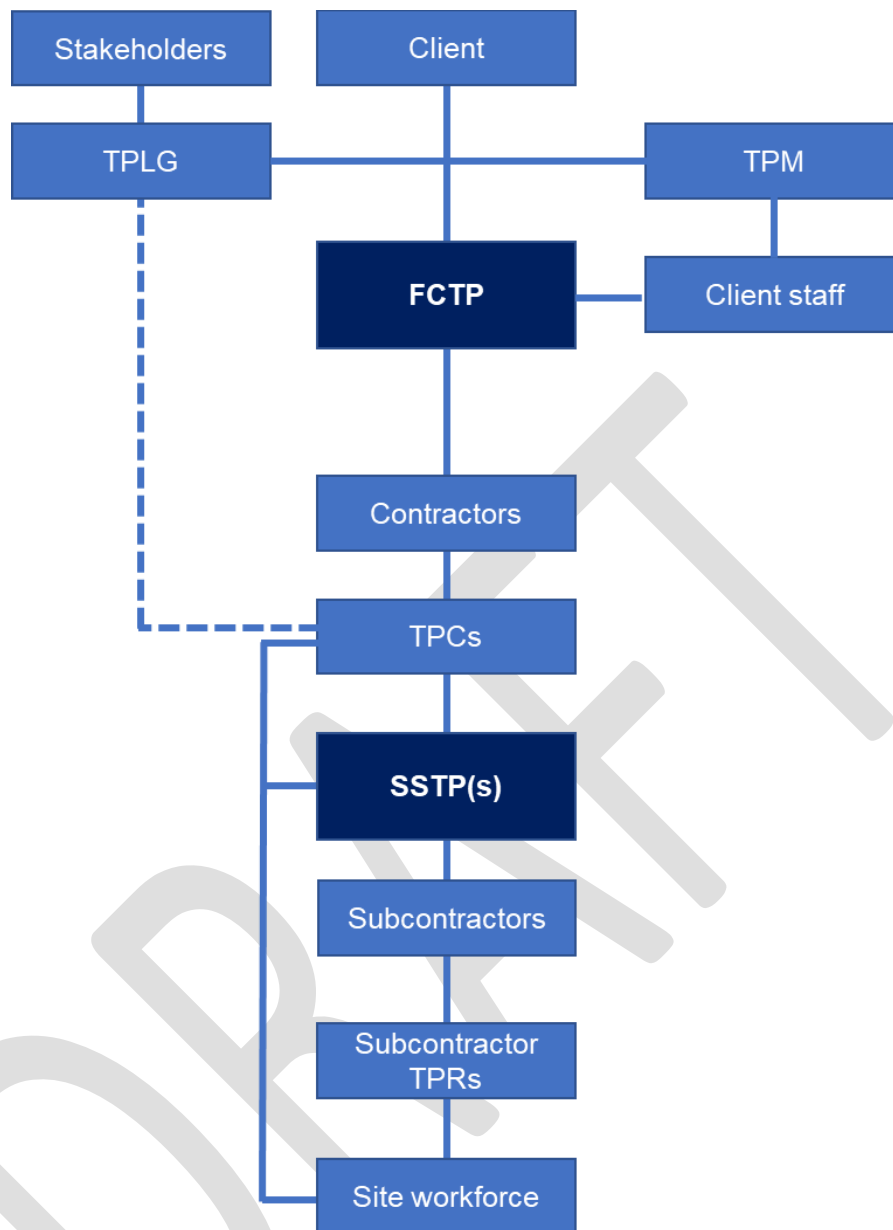 Stakeholders
Client
TPLG
TPM
FCTP
Client staff
Contractors
TPCs
SSTP(s)
Subcontractors
Subcontractor
TPRs
Site workforce
DRAFT